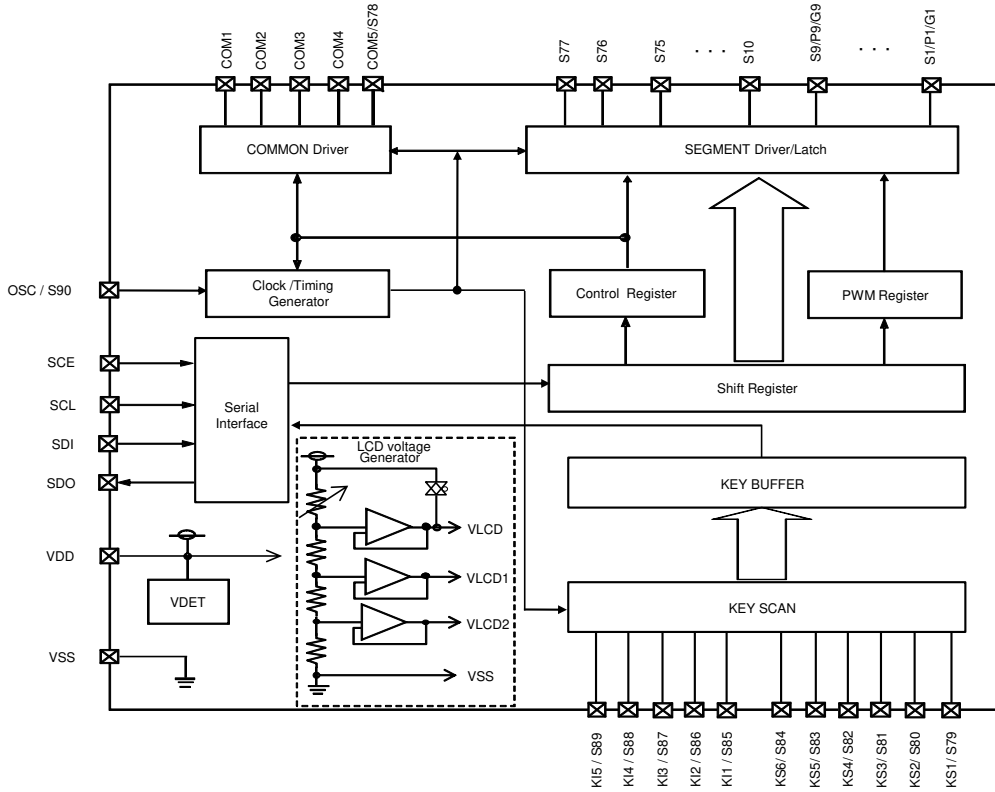 COM1
COM2
COM3
COM4
COM5/S78
S77
S76
S75
. . .
S10
S9/P9/G9
. . .
S1/P1/G1
COMMON Driver
SEGMENT Driver/Latch
OSC / S90
Clock /Timing
Generator
Control Register
PWM Register
SCE
SCL
SDI
SDO
Serial
Interface
Shift Register
LCD voltage
Generator
KEY BUFFER
VLCD
VLCD1
VLCD2
VSS
VDD
VDET
VSS
KEY SCAN
KI5 / S89
KI4 / S88
KI3 / S87
KI2 / S86
KI1 / S85
KS6/ S84
KS5/ S83
KS4/ S82
KS3/ S81
KS2/ S80
KS1/ S79